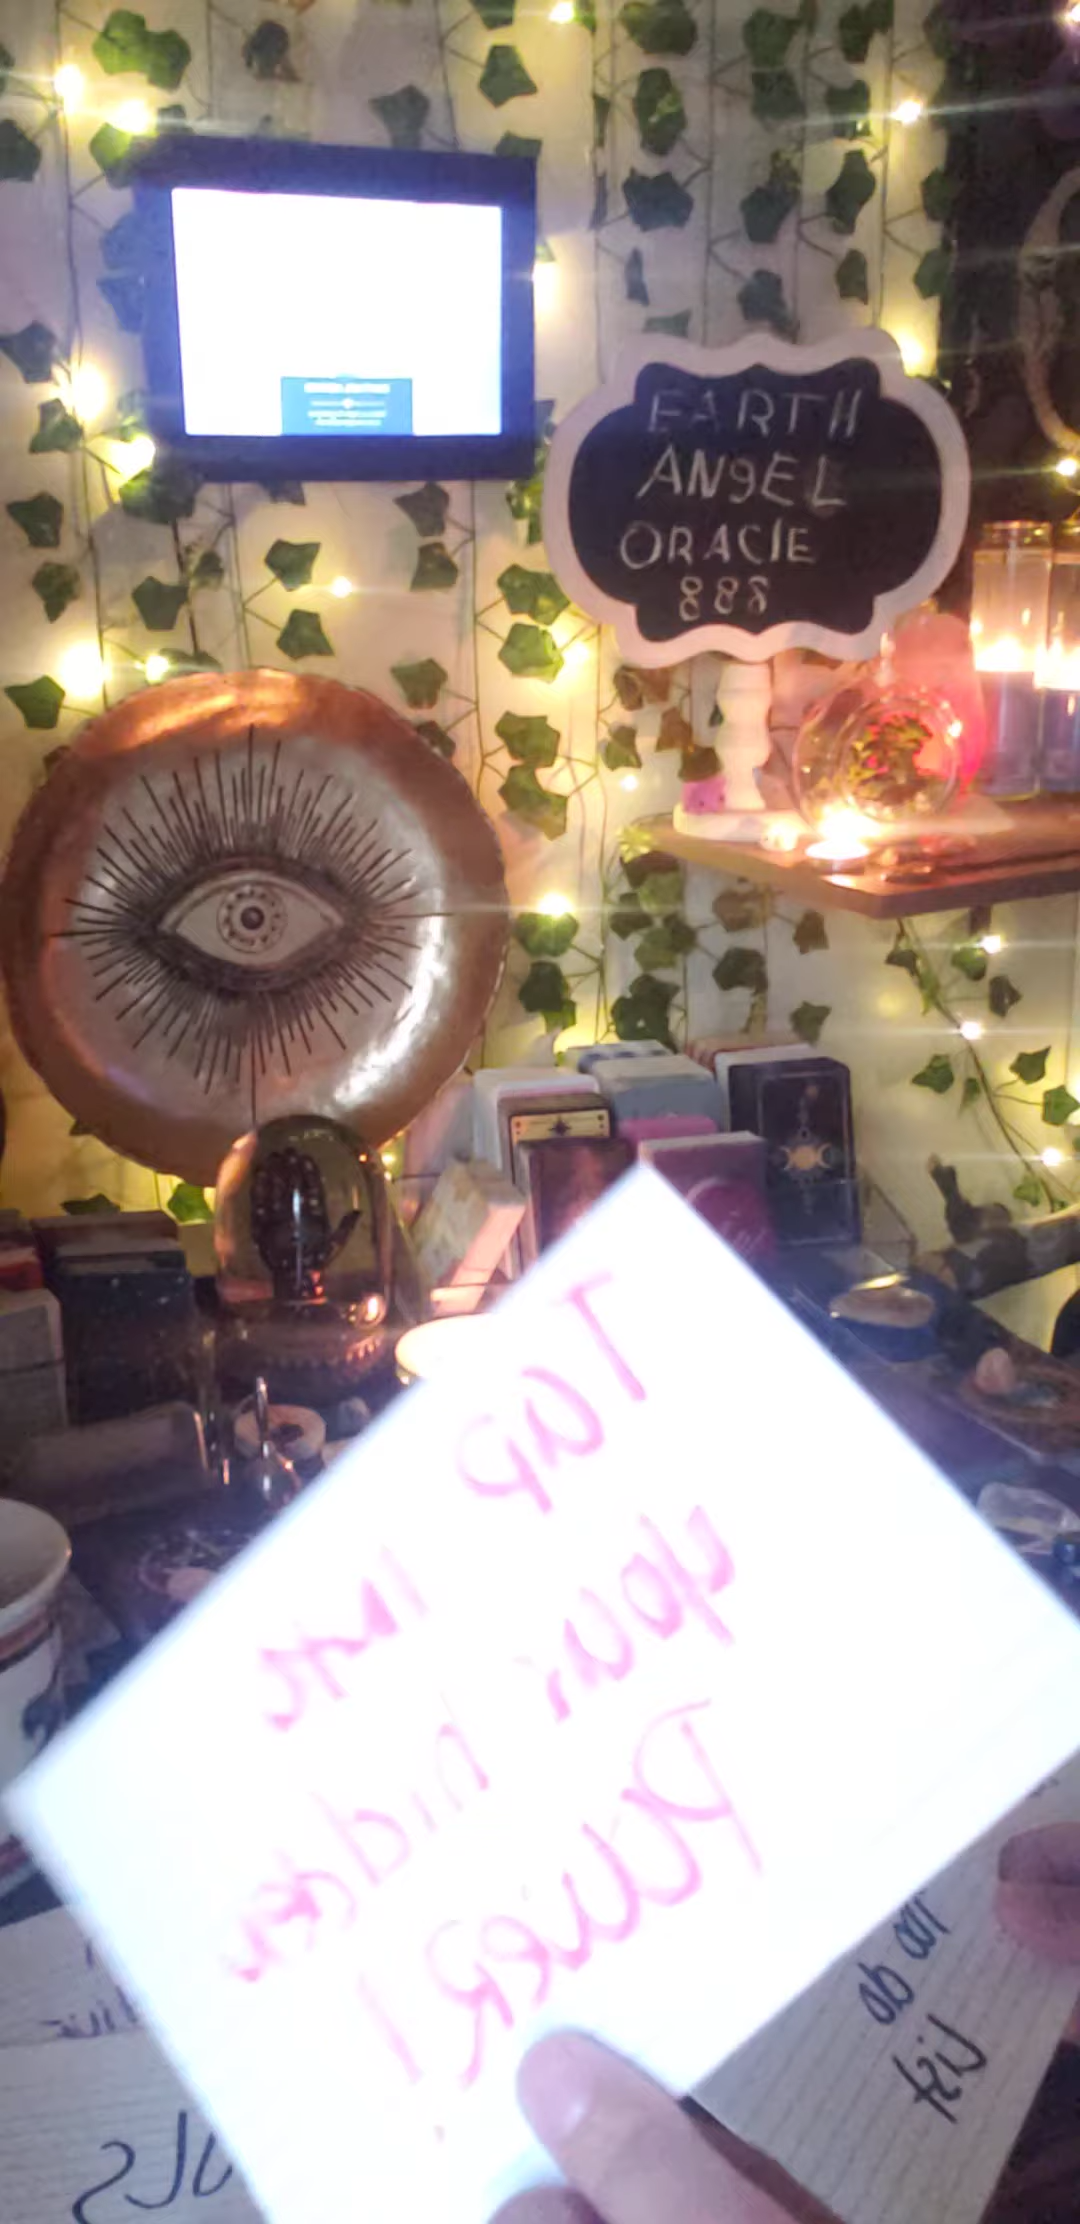 EARTH
ANgEL
ORACLE
888
Tap into
your hidden
PoweR!
To do
list